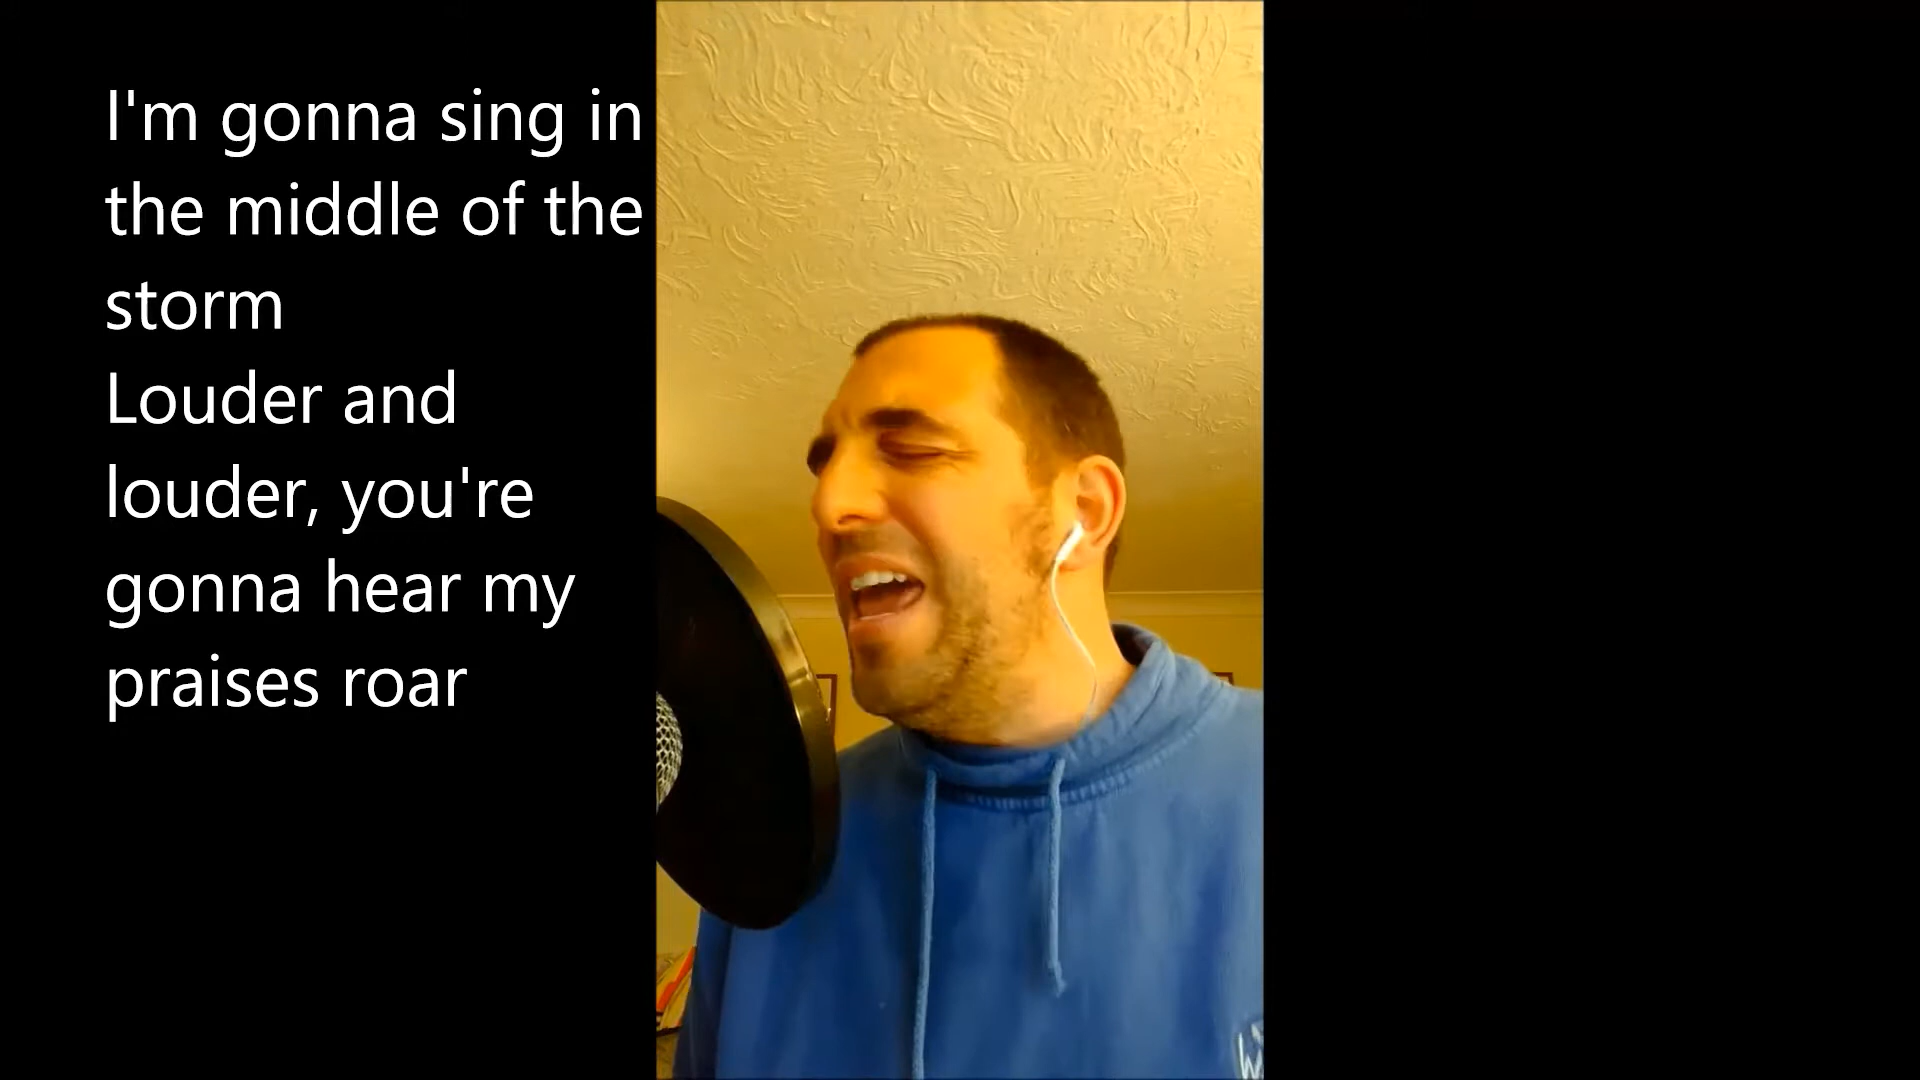 I'm gonna sing in
the middle of the
storm
Louder and
louder, you're
gonna hear my
praises roar